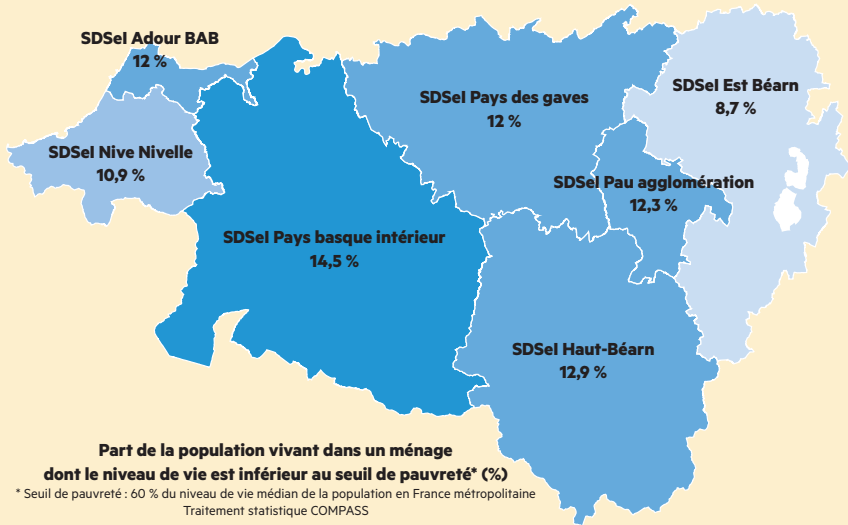 SDSeI Adour BAB
12 %
SDSeI Pays des gaves
12 %
SDSeI Est Béarn
8,7 %
SDSeI Nive Nivelle
10,9 %
SDSeI Pau agglomération
12,3 %
SDSeI Pays basque intérieur
14,5 %
SDSeI Haut-Béarn
12,9 %
Part de la population vivant dans un ménage
dont le niveau de vie est inférieur au seuil de pauvreté* (%)
* Seuil de pauvreté : 60 % du niveau de vie médian de la population en France métropolitaine
Traitement statistique COMPASS